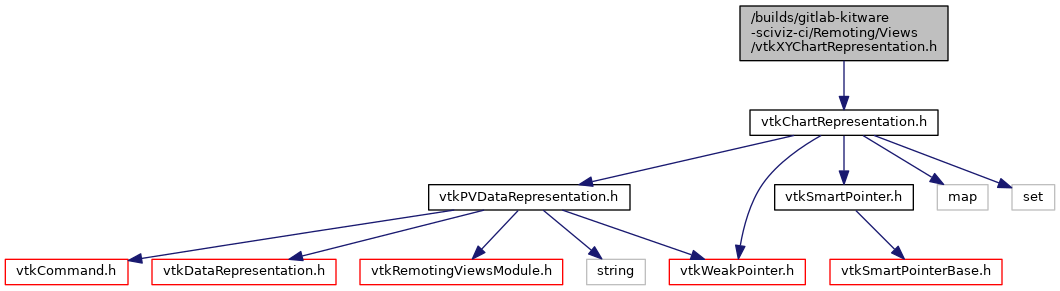 /builds/gitlab-kitware
-sciviz-ci/Remoting/Views
/vtkXYChartRepresentation.h
vtkChartRepresentation.h
vtkPVDataRepresentation.h
vtkSmartPointer.h
map
set
vtkCommand.h
vtkDataRepresentation.h
vtkRemotingViewsModule.h
string
vtkWeakPointer.h
vtkSmartPointerBase.h